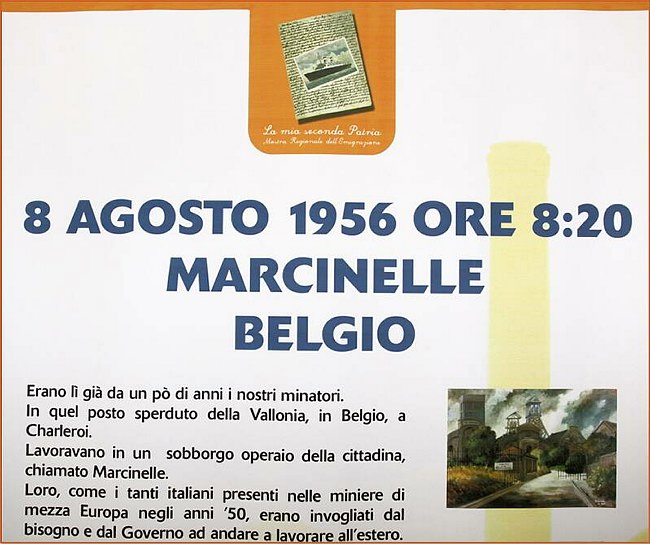 La mia seconda Patria
Mostra Regionale dell'Emigrazione
8 AGOSTO 1956 ORE 8:20
MARCINELLE
BELGIO
Erano lì già da un pò di anni i nostri minatori.
In quel posto sperduto della Vallonia, in Belgio, a
Charleroi.
Lavoravano in un sobborgo operaio della cittadina,
chiamato Marcinelle.
Loro, come i tanti italiani presenti nelle miniere di
mezza Europa negli anni '50, erano invogliati dal
bisogno e dal Governo ad andare a lavorare all'estero.